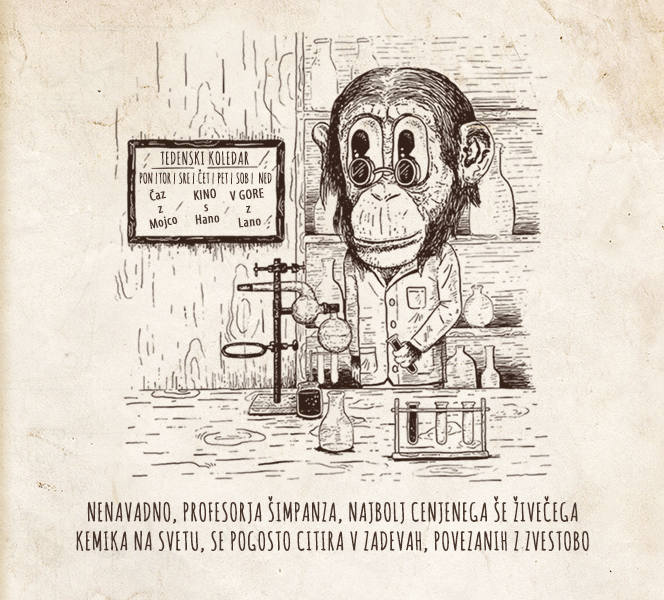 TEDENSKI KOLEDAR
PON | TOR | SRE | ČET | PET | SOB | NED
Čaz KINO V GORE
z s z
Mojco Hano Lano
NENAVADNO, PROFESORJA ŠIMPANZA, NAJBOLJ CENJENEGA ŠE ŽIVEČEGA
KEMIKA NA SVETU, SE POGOSTO CITIRA V ZADEVAH, POVEZANIH Z ZVESTOBO